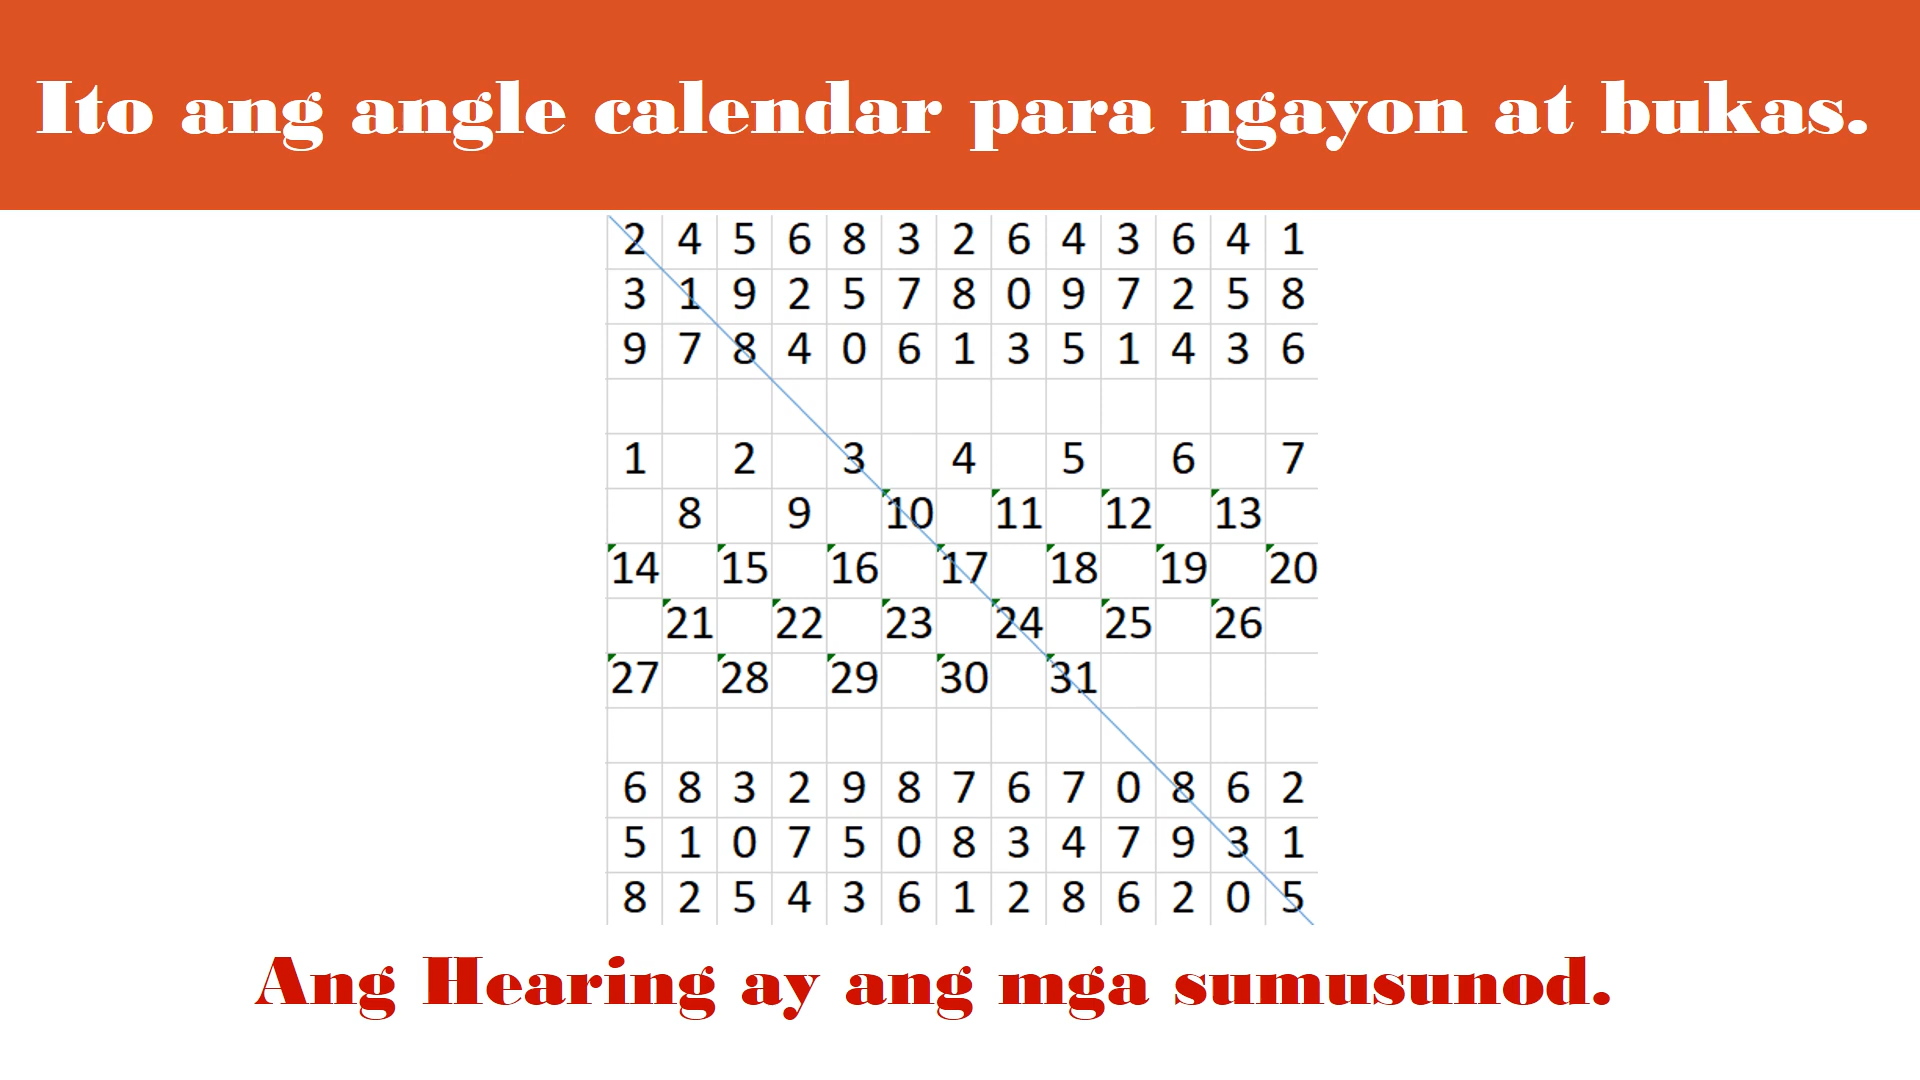 Ito ang angle calendar para ngayon at bukas.
2 4 5 6 8 3 2 6 4 3 6 4 1
3 1 9 2 5 7 8 0 9 7 2 5 8
9 7 8 4 0 6 1 3 5 1 4 3 6
1 2 3 4 5 6 7
8 9 10 11 12 13
14 15 16 17 18 19 20
21 22 23 24 25 26
27 28 29 30 31
6 8 3 2 9 8 7 6 7 0 8 6 2
5 1 0 7 5 0 8 3 4 7 9 3 1
8 2 5 4 3 6 1 2 8 6 2 0 5
Ang Hearing ay ang mga sumusunod.